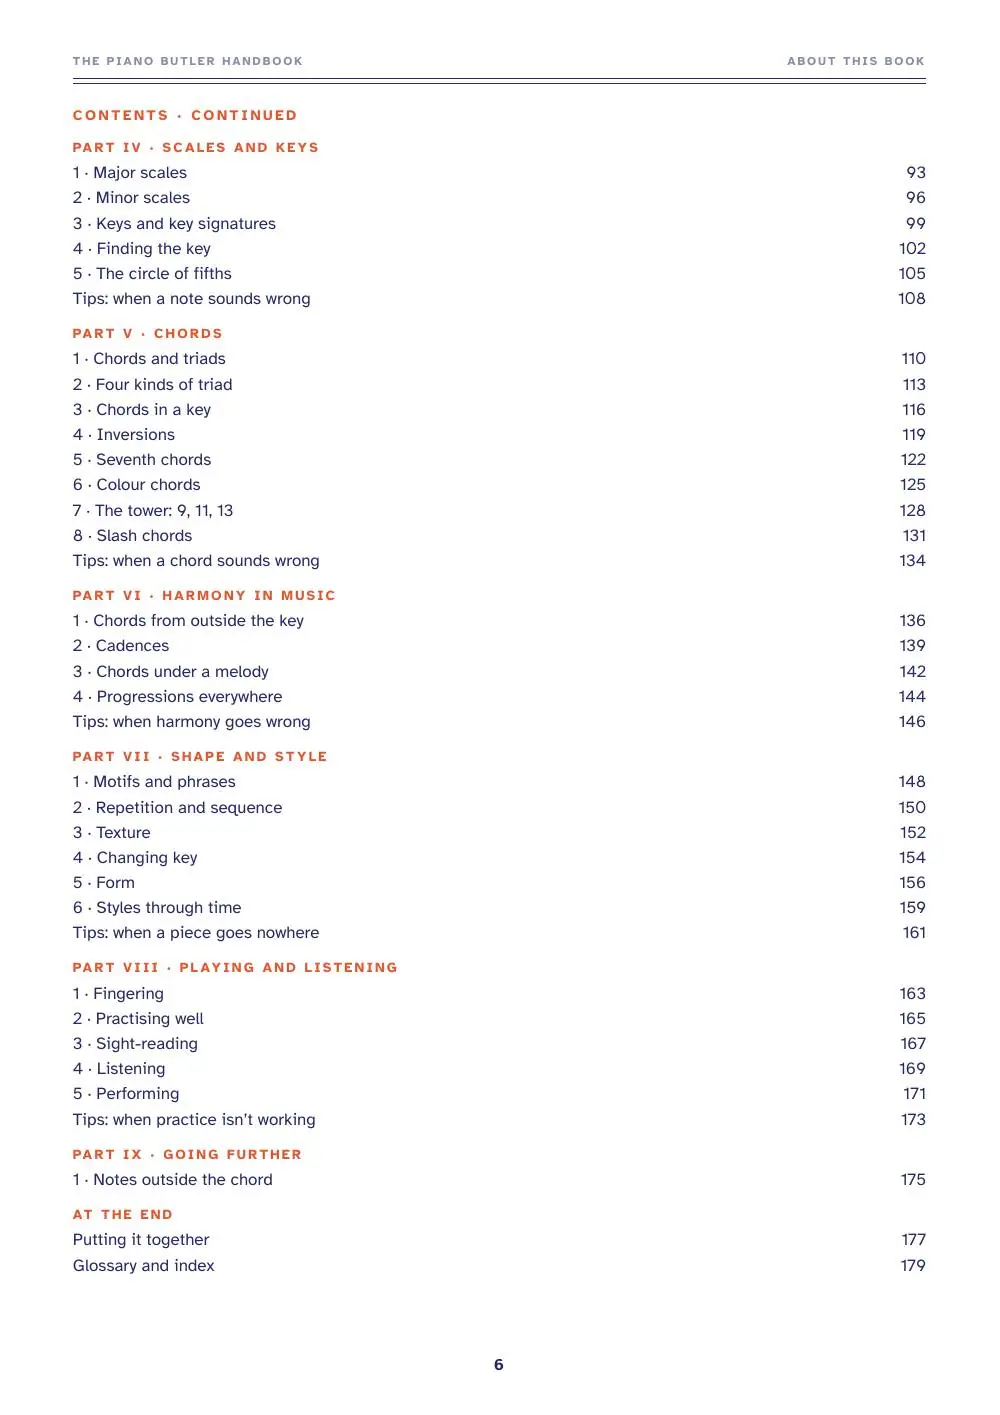 THE PIANO BUTLER HANDBOOK ABOUT THIS BOOK
CONTENTS · CONTINUED
PART IV · SCALES AND KEYS
1 · Major scales 93
2 · Minor scales 96
3 · Keys and key signatures 99
4 · Finding the key 102
5 · The circle of fifths 105
Tips: when a note sounds wrong 108
PART V · CHORDS
1 · Chords and triads 110
2 · Four kinds of triad 113
3 · Chords in a key 116
4 · Inversions 119
5 · Seventh chords 122
6 · Colour chords 125
7 · The tower: 9, 11, 13 128
8 · Slash chords 131
Tips: when a chord sounds wrong 134
PART VI · HARMONY IN MUSIC
1 · Chords from outside the key 136
2 · Cadences 139
3 · Chords under a melody 142
4 · Progressions everywhere 144
Tips: when harmony goes wrong 146
PART VII · SHAPE AND STYLE
1 · Motifs and phrases 148
2 · Repetition and sequence 150
3 · Texture 152
4 · Changing key 154
5 · Form 156
6 · Styles through time 159
Tips: when a piece goes nowhere 161
PART VIII · PLAYING AND LISTENING
1 · Fingering 163
2 · Practising well 165
3 · Sight-reading 167
4 · Listening 169
5 · Performing 171
Tips: when practice isn’t working 173
PART IX · GOING FURTHER
1 · Notes outside the chord 175
AT THE END
Putting it together 177
Glossary and index 179
6